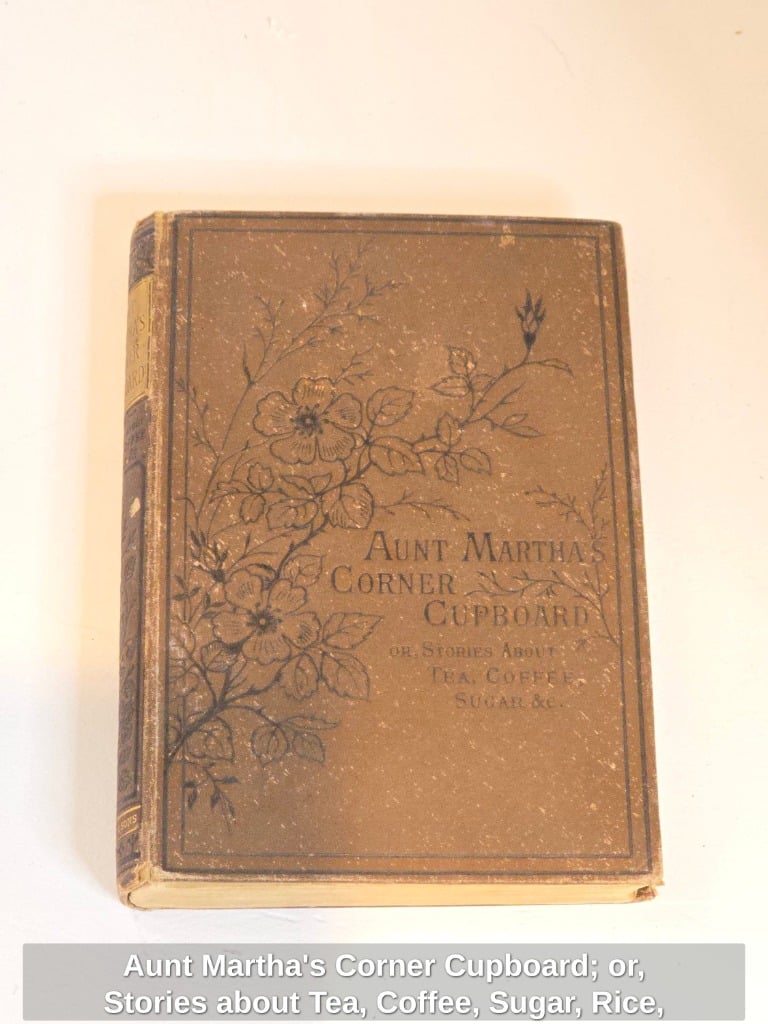 AUNT MARTHA'S
CORNER
CUPBOARD
OR, STORIES ABOUT
TEA, COFFEE,
SUGAR &c.
Aunt Martha's Corner Cupboard; or,
Stories about Tea, Coffee, Sugar, Rice,